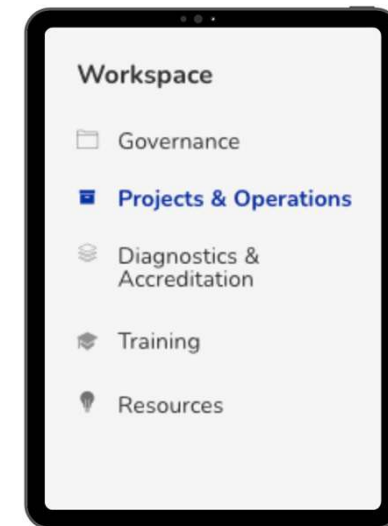 Workspace
Governance
Projects & Operations
Diagnostics &
Accreditation
Training
Resources